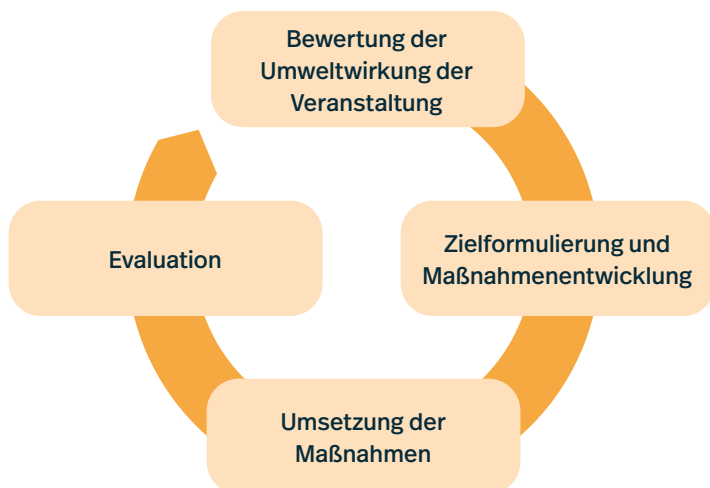 Bewertung der
Umweltwirkung der
Veranstaltung
Zielformulierung und
Maßnahmenentwicklung
Umsetzung der
Maßnahmen
Evaluation